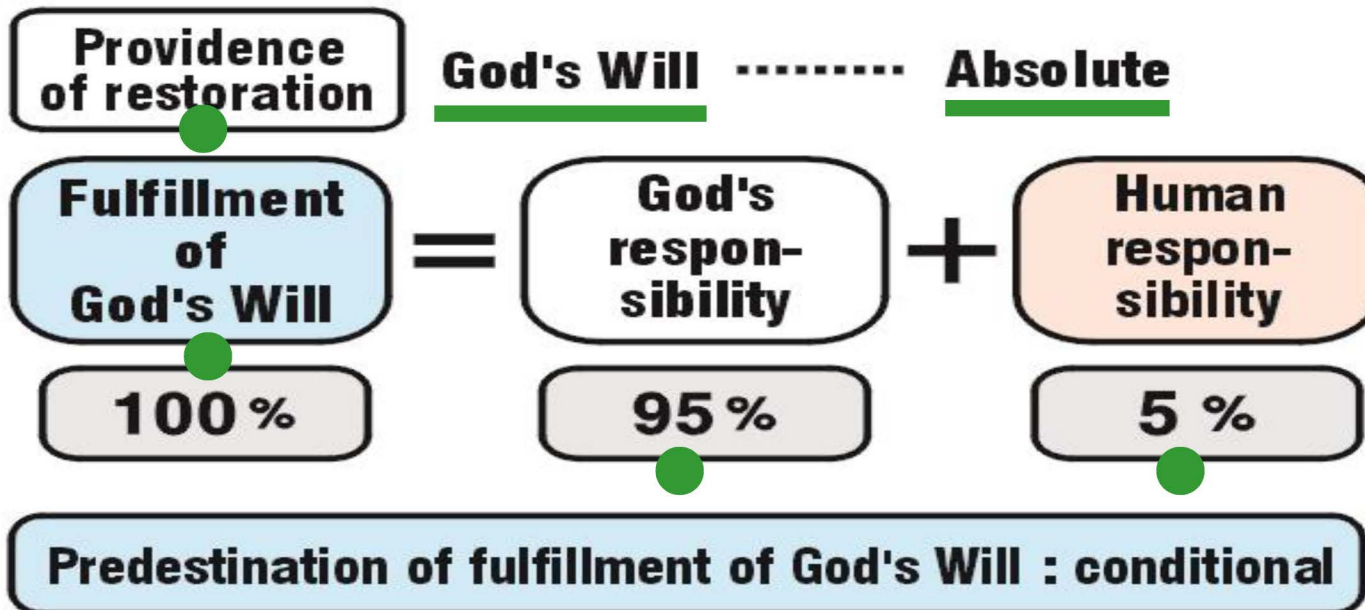 Providence
of restoration
God's Will ········· Absolute
Fulfillment
of
God's Will
=
God's
respon-
sibility
+
Human
respon-
sibility
100 %
95 %
5 %
Predestination of fulfillment of God's Will : conditional